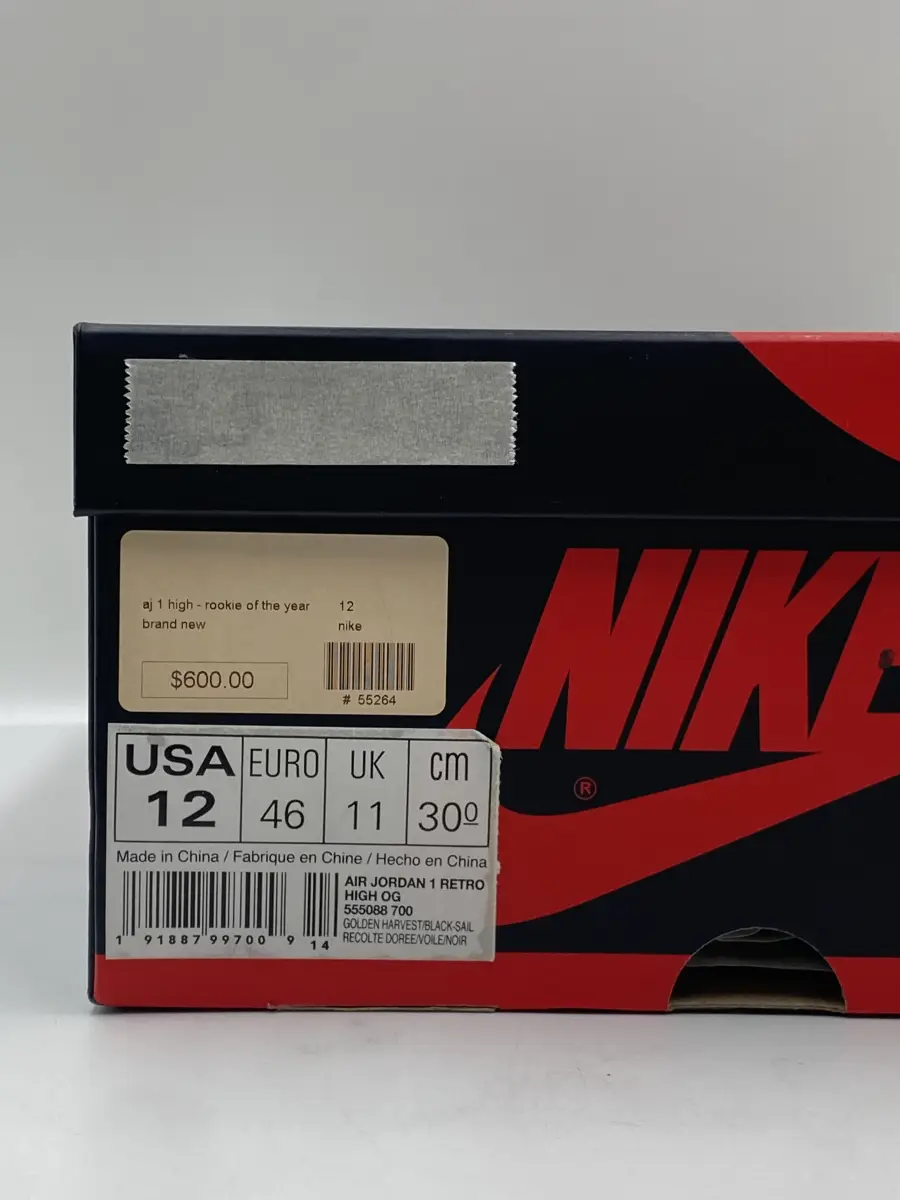 aj 1 high - rookie of the year 12
brand new nike
$600.00
# 55264
NIKE
®
USA EURO UK cm
12 46 11 30⁰
Made in China / Fabrique en Chine / Hecho en China
AIR JORDAN 1 RETRO
HIGH OG
555088 700
GOLDEN HARVEST/BLACK-SAIL
RECOLTE DOREE/VOILE/NOIR
1 91887 99700 9 14